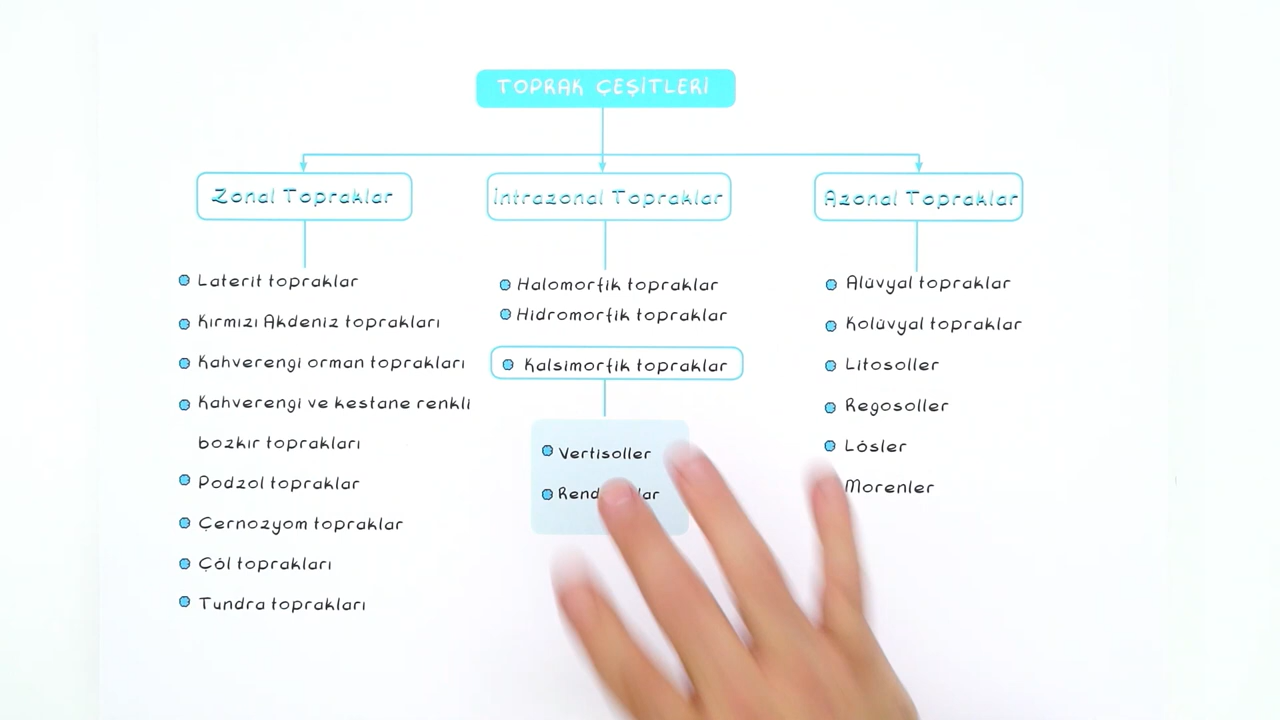 TOPRAK ÇEŞİTLERİ
Zonal Topraklar
Laterit topraklar
Kırmızı Akdeniz toprakları
Kahverengi orman toprakları
Kahverengi ve kestane renkli
bozkır toprakları
Podzol topraklar
Çernozyom topraklar
Çöl toprakları
Tundra toprakları
İntrazonal Topraklar
Halomorfik topraklar
Hidromorfik topraklar
Kalsimorfik topraklar
Vertisoller
Azonal Topraklar
Alüvyal topraklar
Kolüvyal topraklar
Litosoller
Regosoller
Lösler
Morenler